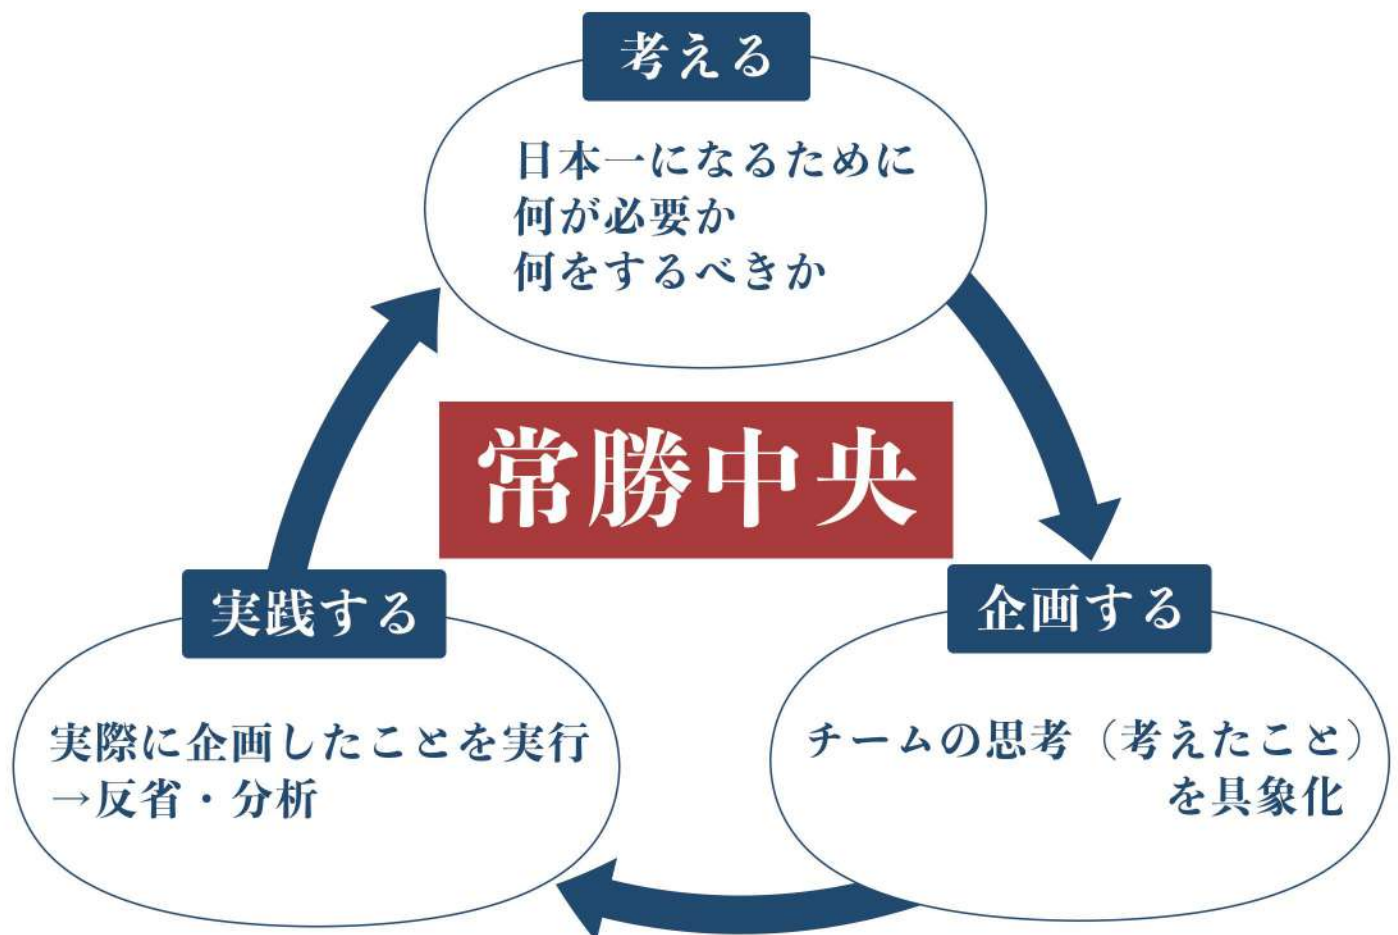 考える
日本一になるために
何が必要か
何をするべきか
常勝中央
企画する
チームの思考（考えたこと）
を具象化
実践する
実際に企画したことを実行
→反省・分析